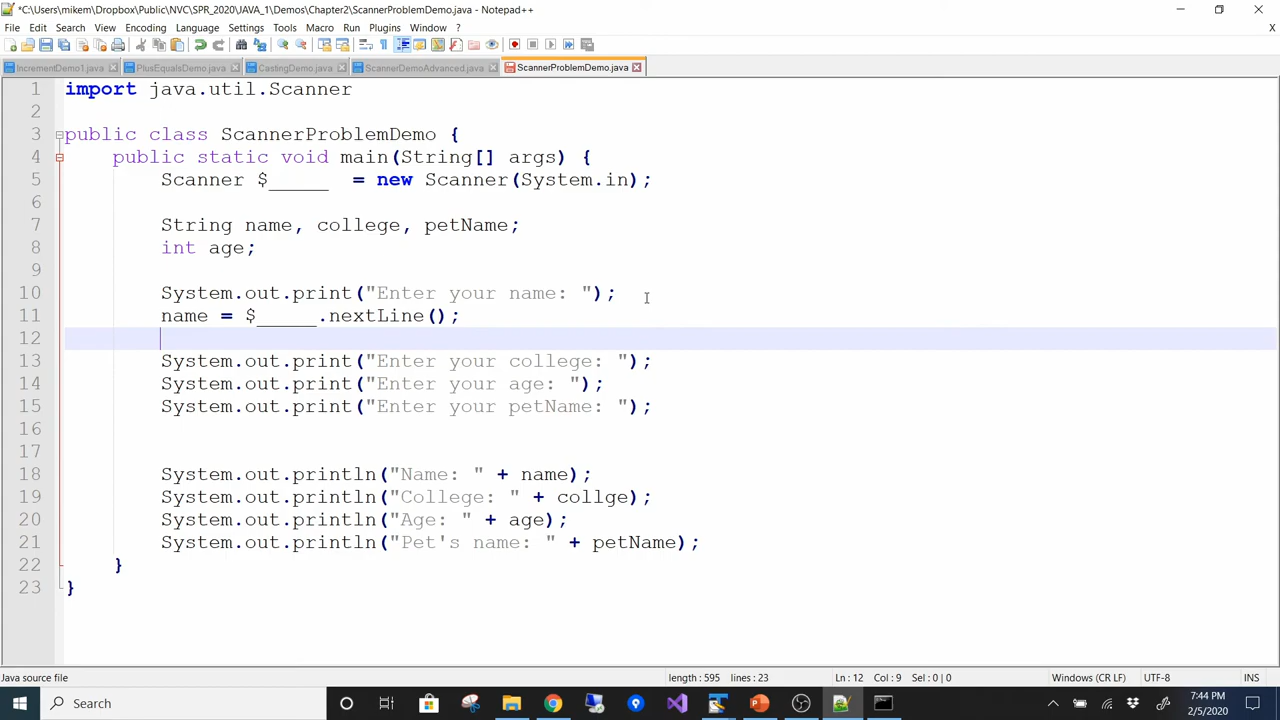 *C:\Users\mikem\Dropbox\Public\NVC\SPR_2020\JAVA_1\Demos\Chapter2\ScannerProblemDemo.java - Notepad++
File Edit Search View Encoding Language Settings Tools Macro Run Plugins Window ? X
IncrementDemo1.java PlusEqualsDemo.java CastingDemo.java ScannerDemoAdvanced.java ScannerProblemDemo.java
1 import java.util.Scanner
2
3 public class ScannerProblemDemo {
4 public static void main(String[] args) {
5 Scanner $_____ = new Scanner(System.in);
6
7 String name, college, petName;
8 int age;
9
10 System.out.print("Enter your name: ");
11 name = $_____.nextLine();
12
13 System.out.print("Enter your college: ");
14 System.out.print("Enter your age: ");
15 System.out.print("Enter your petName: ");
16
17
18 System.out.println("Name: " + name);
19 System.out.println("College: " + collge);
20 System.out.println("Age: " + age);
21 System.out.println("Pet's name: " + petName);
22 }
23 }
Java source file length : 595 lines : 23 Ln : 12 Col : 9 Sel : 0 | 0 Windows (CR LF) UTF-8 INS
Search
7:44 PM
2/5/2020